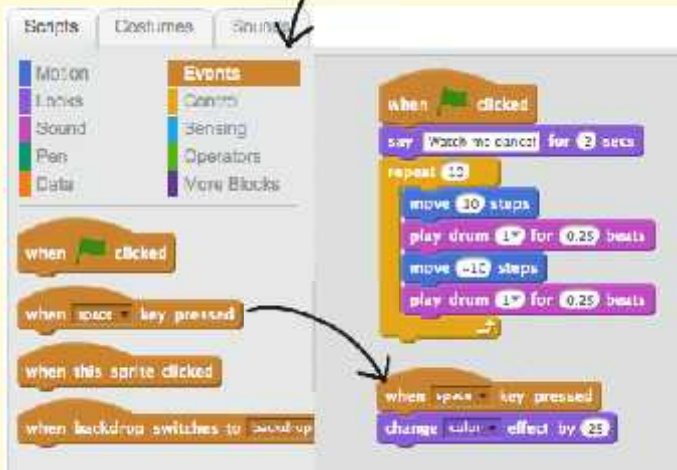 Scripts Costumes Sounds
Motion Events
Looks Control
Sound Sensing
Pen Operators
Data More Blocks
when clicked
when space key pressed
when this sprite clicked
when backdrop switches to backdrop
when clicked
say Watch me dance! for 2 secs
repeat 10
move 10 steps
play drum 1 for 0.25 beats
move -10 steps
play drum 1 for 0.25 beats
when space key pressed
change color effect by 25